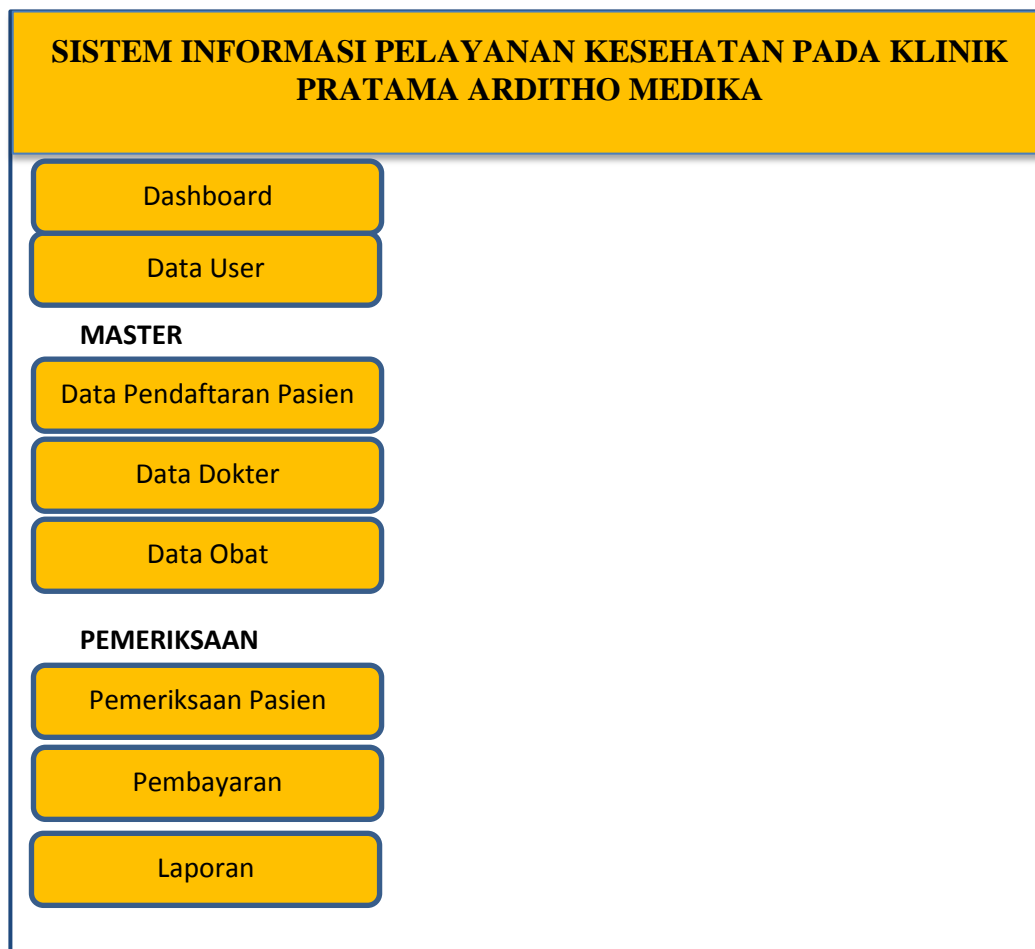 SISTEM INFORMASI PELAYANAN KESEHATAN PADA KLINIK
PRATAMA ARDITHO MEDIKA
Dashboard
Data User
MASTER
Data Pendaftaran Pasien
Data Dokter
Data Obat
PEMERIKSAAN
Pemeriksaan Pasien
Pembayaran
Laporan